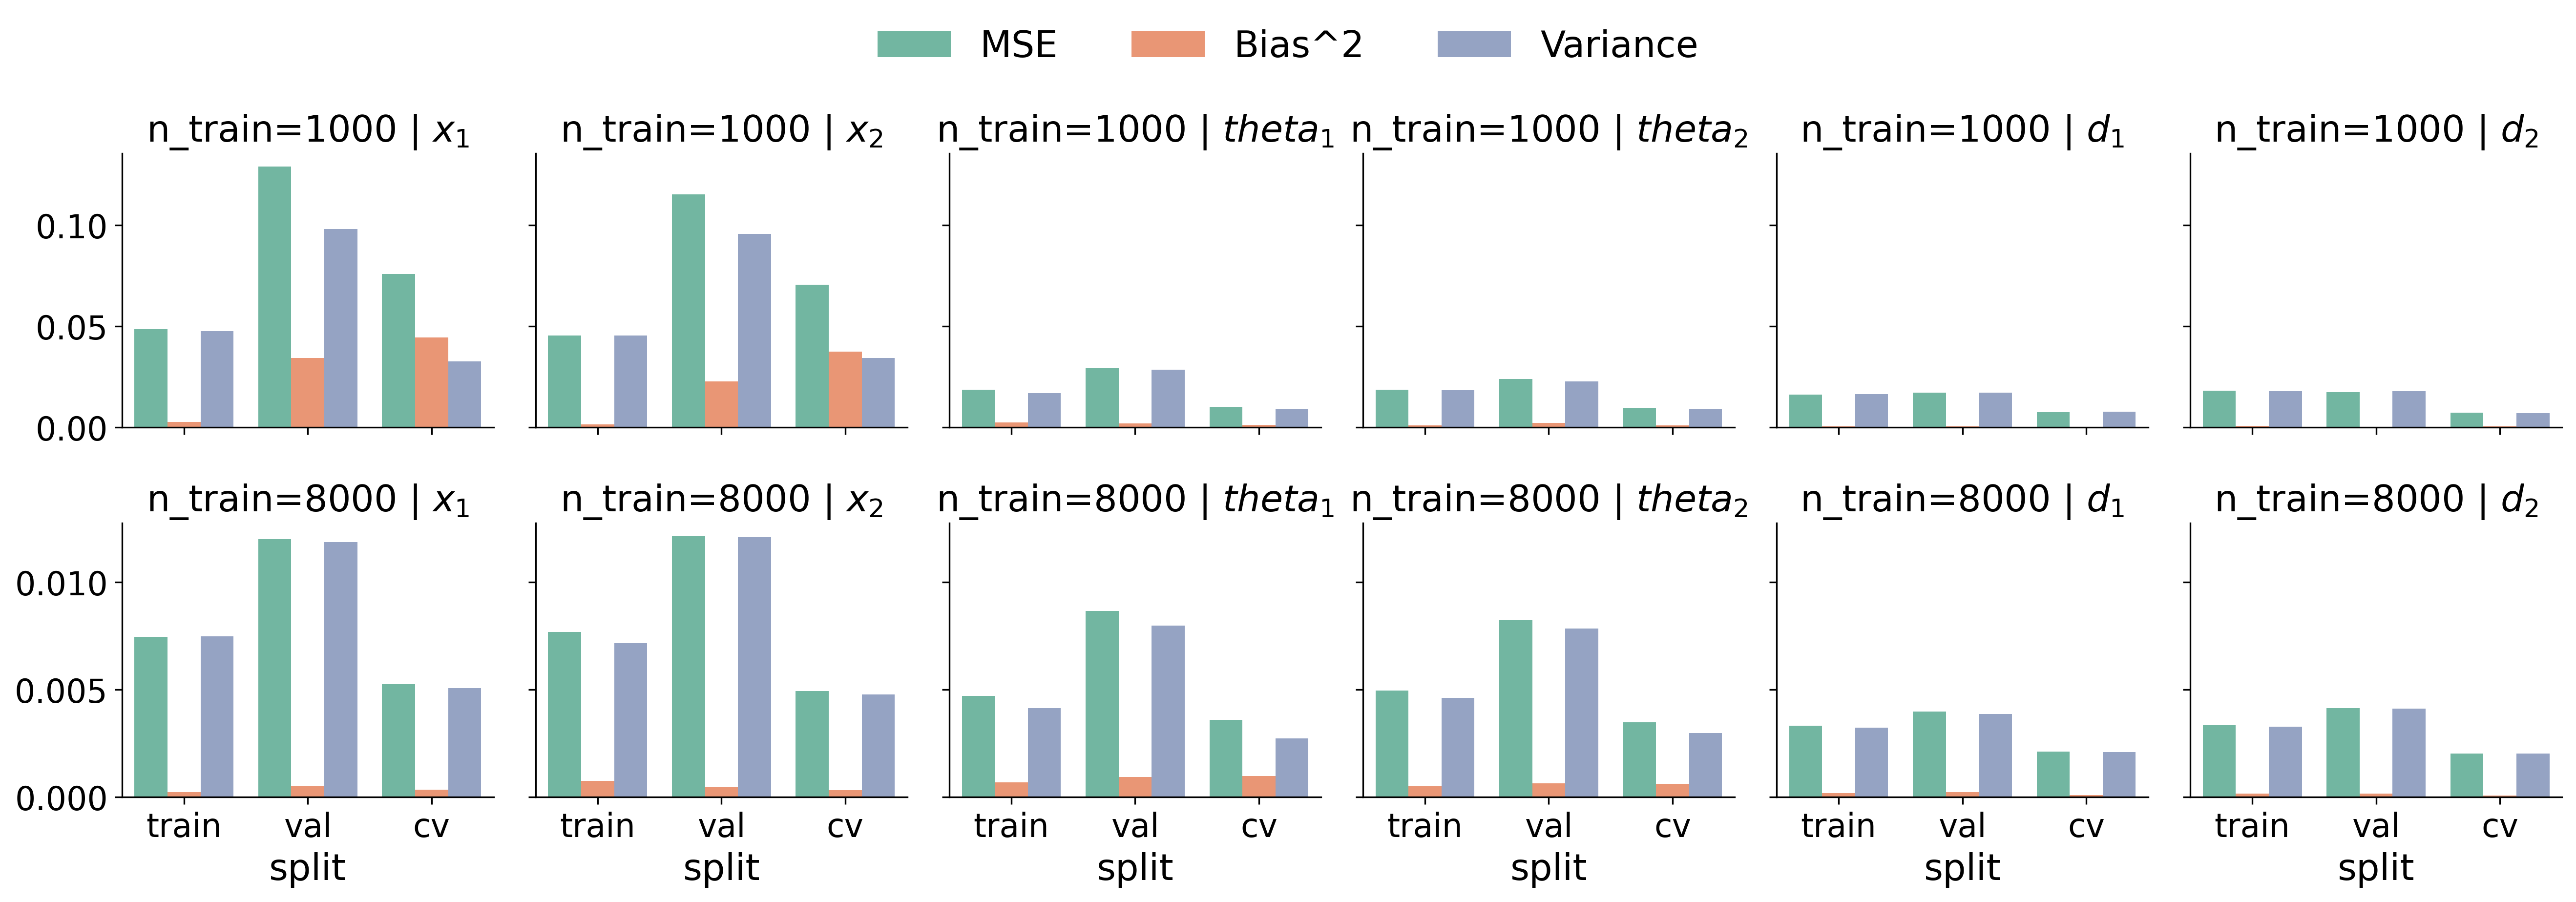 MSE Bias^2 Variance
n_train=1000 | x₁ n_train=1000 | x₂ n_train=1000 | theta₁ n_train=1000 | theta₂ n_train=1000 | d₁ n_train=1000 | d₂
0.10
0.05
0.00
n_train=8000 | x₁ n_train=8000 | x₂ n_train=8000 | theta₁ n_train=8000 | theta₂ n_train=8000 | d₁ n_train=8000 | d₂
0.010
0.005
0.000
train val cv train val cv train val cv train val cv train val cv train val cv
split split split split split split